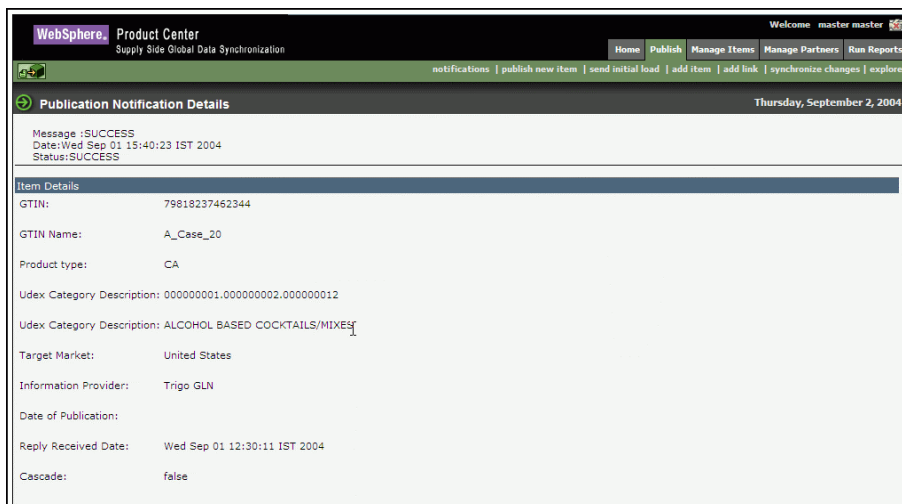 WebSphere. Product Center
Supply Side Global Data Synchronization
Welcome master master
Home Publish Manage Items Manage Partners Run Reports
notifications | publish new item | send initial load | add item | add link | synchronize changes | explore
Publication Notification Details Thursday, September 2, 2004
Message :SUCCESS
Date:Wed Sep 01 15:40:23 IST 2004
Status:SUCCESS
Item Details
GTIN: 79818237462344
GTIN Name: A_Case_20
Product type: CA
Udex Category Description: 000000001.000000002.000000012
Udex Category Description: ALCOHOL BASED COCKTAILS/MIXES
Target Market: United States
Information Provider: Trigo GLN
Date of Publication:
Reply Received Date: Wed Sep 01 12:30:11 IST 2004
Cascade: false